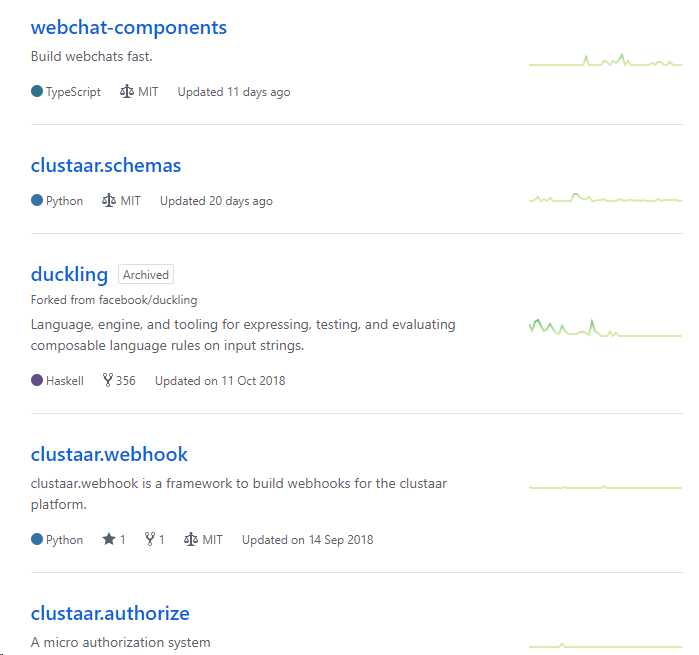 webchat-components
Build webchats fast.
TypeScript MIT Updated 11 days ago
clustaar.schemas
Python MIT Updated 20 days ago
duckling Archived
Forked from facebook/duckling
Language, engine, and tooling for expressing, testing, and evaluating
composable language rules on input strings.
Haskell 356 Updated on 11 Oct 2018
clustaar.webhook
clustaar.webhook is a framework to build webhooks for the clustaar
platform.
Python 1 1 MIT Updated on 14 Sep 2018
clustaar.authorize
A micro authorization system